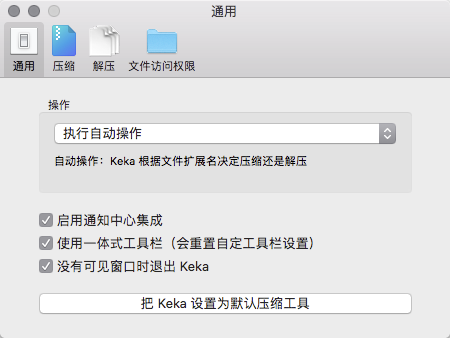 通用
通用 压缩 解压 文件访问权限
操作
执行自动操作
自动操作：Keka 根据文件扩展名决定压缩还是解压
启用通知中心集成
使用一体式工具栏（会重置自定工具栏设置）
没有可见窗口时退出 Keka
把 Keka 设置为默认压缩工具